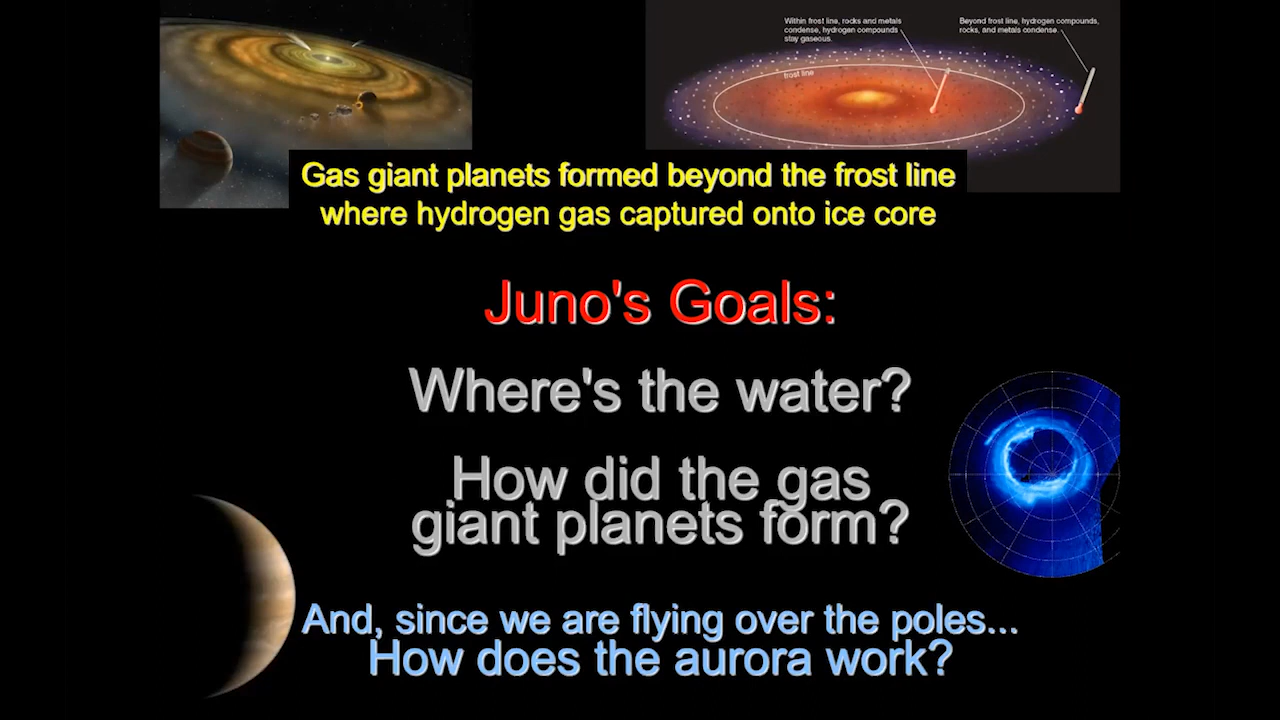 Within frost line, rocks and metals
condense, hydrogen compounds
stay gaseous.
Beyond frost line, hydrogen compounds,
rocks, and metals condense.
frost line
Gas giant planets formed beyond the frost line
where hydrogen gas captured onto ice core
Juno's Goals:
Where's the water?
How did the gas
giant planets form?
And, since we are flying over the poles...
How does the aurora work?